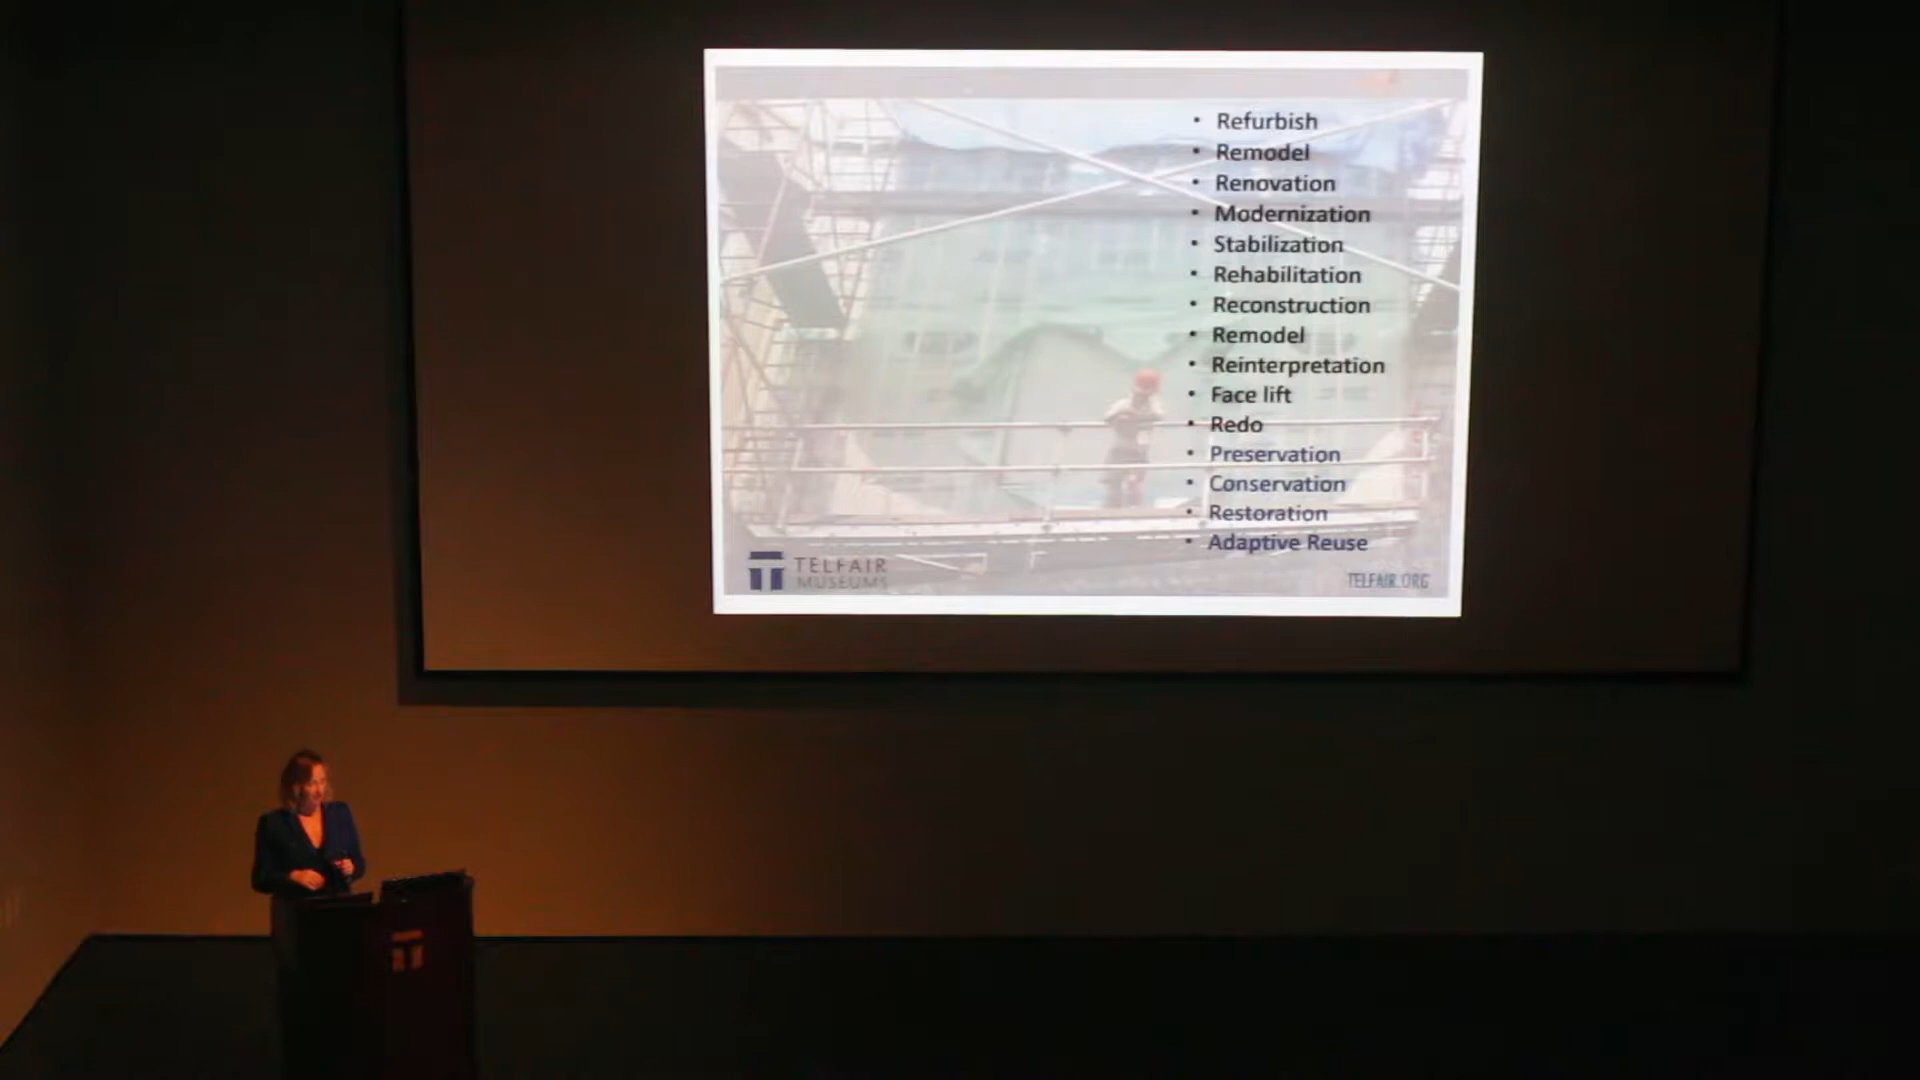 • Refurbish
• Remodel
• Renovation
• Modernization
• Stabilization
• Rehabilitation
• Reconstruction
• Remodel
• Reinterpretation
• Face lift
• Redo
• Preservation
• Conservation
• Restoration
• Adaptive Reuse
TELFAIR
MUSEUMS
TELFAIR.ORG